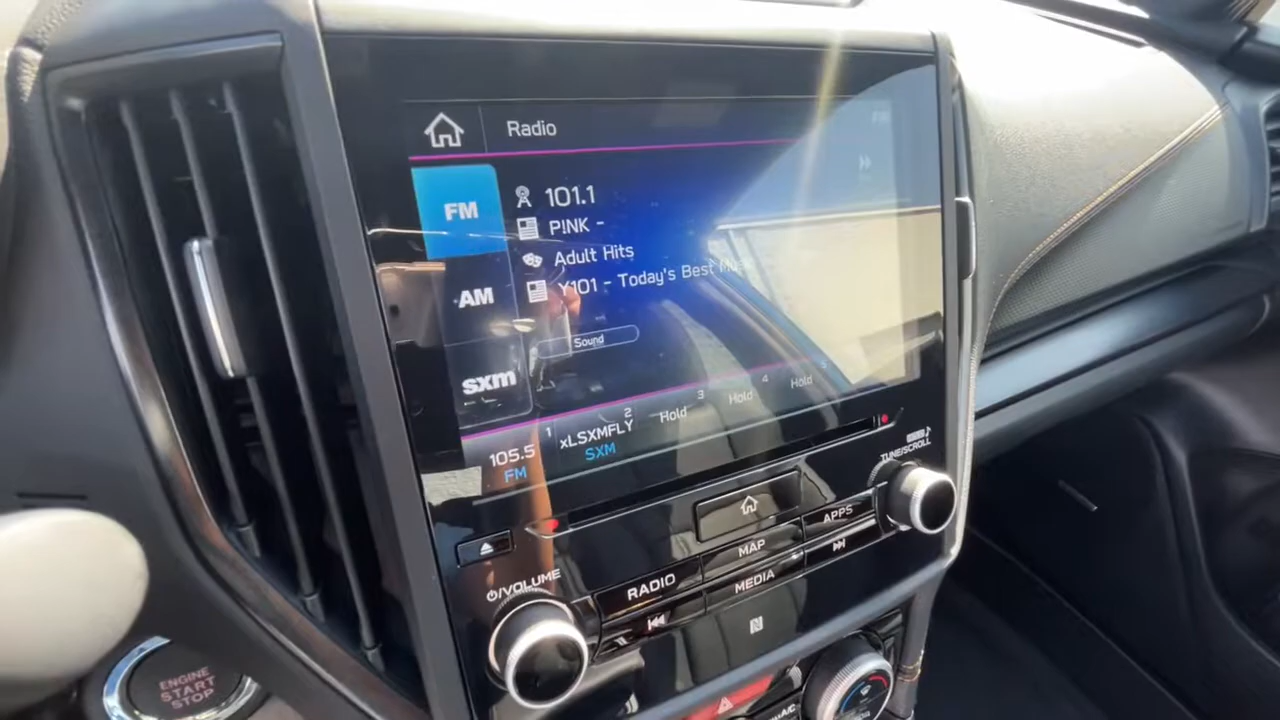 Radio
FM
101.1
P!NK -
Adult Hits
Y101 - Today's Best
AM
Sound
sxm
1 2 3 4
105.5
FM
xLSXMFLY
SXM
Hold
Hold
Hold
TUNE/SCROLL
MAP
APPS
⏻/VOLUME
RADIO
MEDIA
ENGINE
START
STOP
A/C